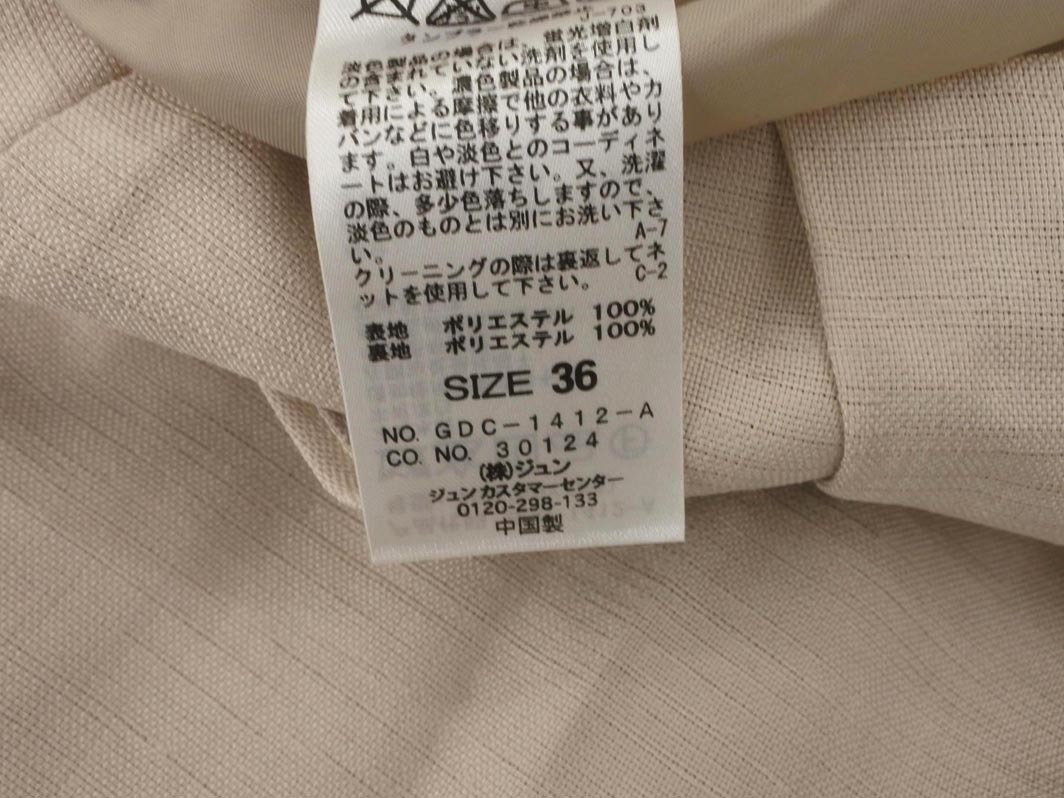 J-703
淡色製品の場合は、蛍光増白剤
の含まれていない洗剤を使用し
て下さい。濃色製品の場合は、
着用による摩擦で他の衣料やカ
バンなどに色移りする事があり
ます。白や淡色とのコーディネ
ートはお避け下さい。又、洗濯
の際、多少色落ちしますので、
淡色のものとは別にお洗い下さ
い。 A-7
クリーニングの際は裏返してネ
ットを使用して下さい。 C-2
表地 ポリエステル 100%
裏地 ポリエステル 100%
SIZE 36
NO. GDC-1412-A
CO. NO. 30124
(株)ジュン
ジュンカスタマーセンター
0120-298-133
中国製